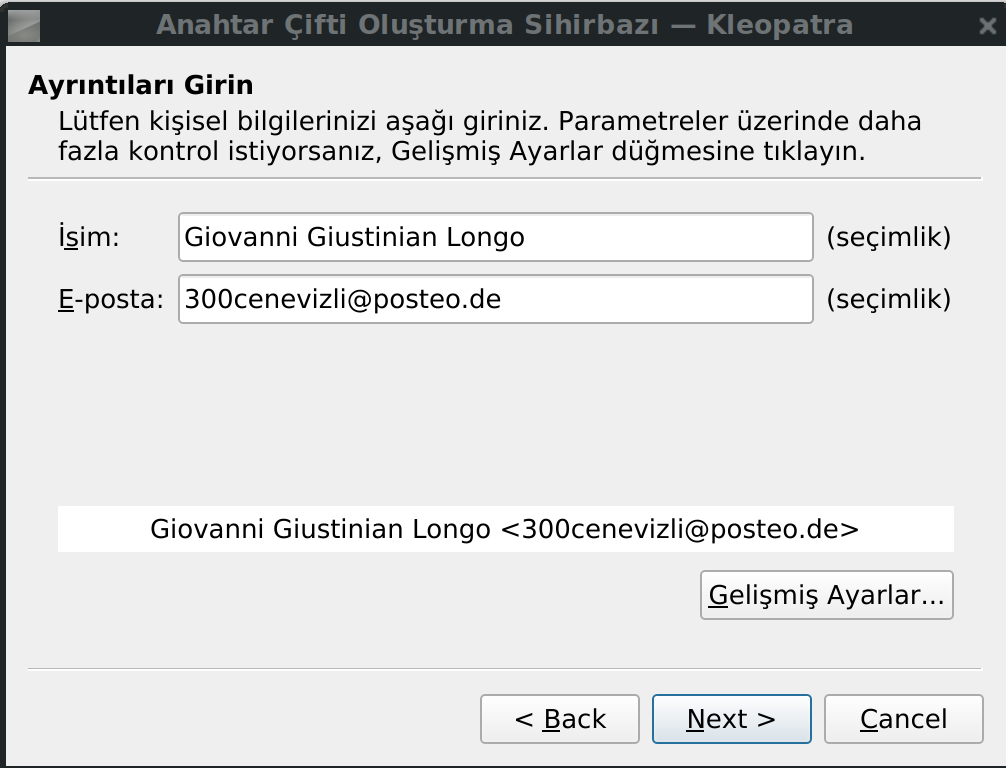 Anahtar Çifti Oluşturma Sihirbazı — Kleopatra
Ayrıntıları Girin
Lütfen kişisel bilgilerinizi aşağı giriniz. Parametreler üzerinde daha
fazla kontrol istiyorsanız, Gelişmiş Ayarlar düğmesine tıklayın.
İsim: Giovanni Giustinian Longo (seçimlik)
E-posta: 300cenevizli@posteo.de (seçimlik)
Giovanni Giustinian Longo <300cenevizli@posteo.de>
Gelişmiş Ayarlar...
< Back Next > Cancel